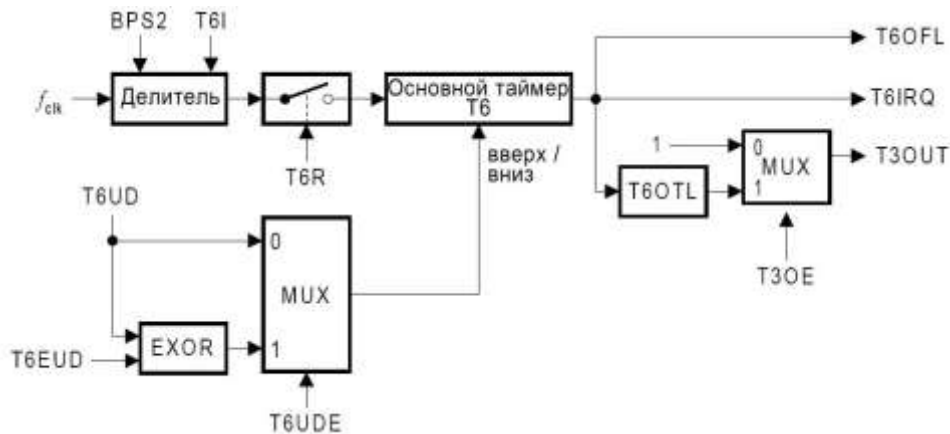 BPS2 T6I
T6OFL
f clk
Делитель
Основной таймер
T6
T6IRQ
T6R
вверх /
вниз
1
0
MUX
1
T3OUT
T6OTL
T6UD
0
MUX
1
T3OE
T6EUD
EXOR
T6UDE